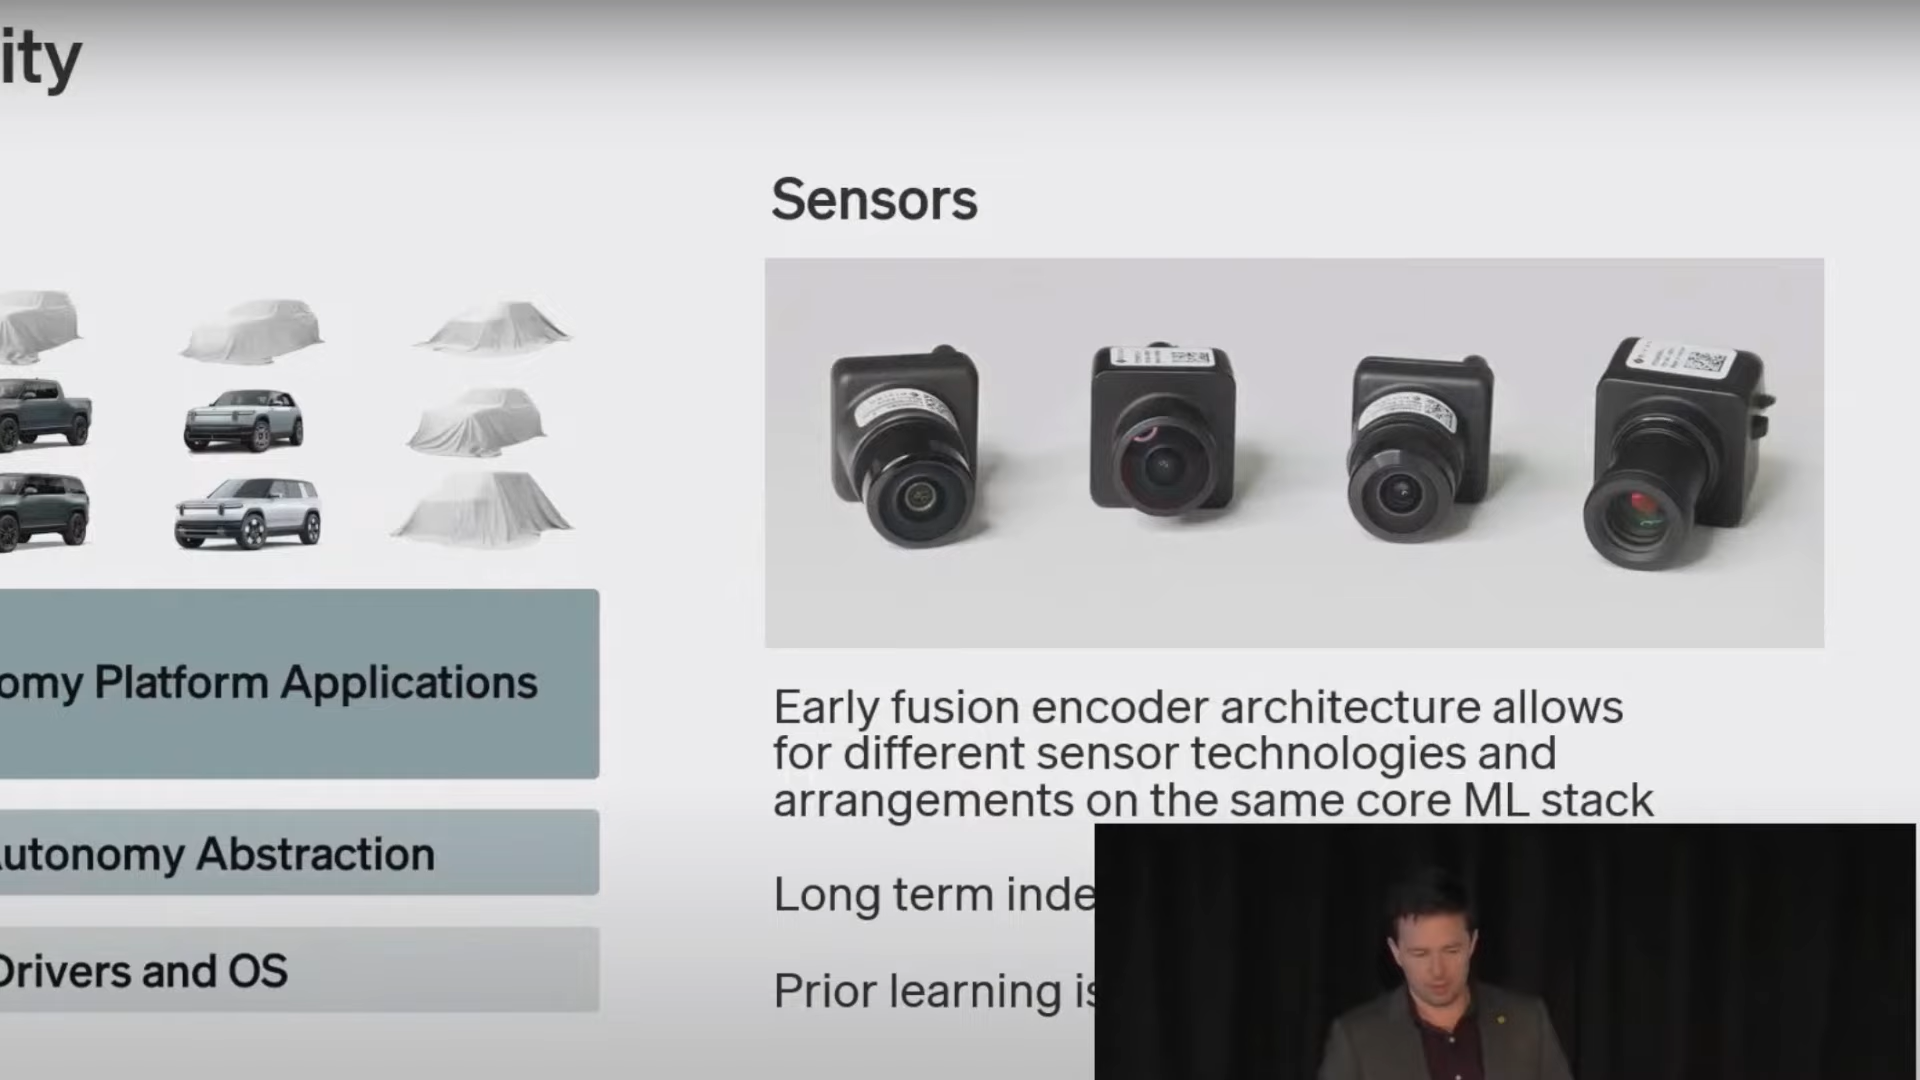 ity
Sensors
omy Platform Applications
utonomy Abstraction
Drivers and OS
Early fusion encoder architecture allows
for different sensor technologies and
arrangements on the same core ML stack
Long term inde
Prior learning is